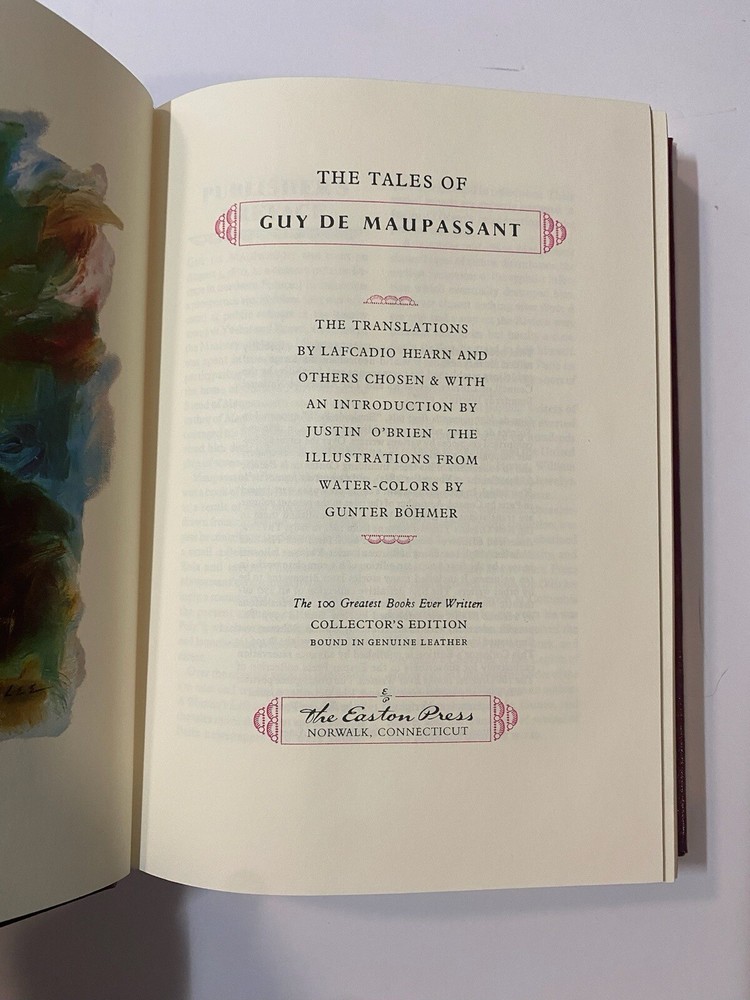 THE TALES OF
GUY DE MAUPASSANT
THE TRANSLATIONS
BY LAFCADIO HEARN AND
OTHERS CHOSEN & WITH
AN INTRODUCTION BY
JUSTIN O'BRIEN THE
ILLUSTRATIONS FROM
WATER-COLORS BY
GUNTER BÖHMER
The 100 Greatest Books Ever Written
COLLECTOR'S EDITION
BOUND IN GENUINE LEATHER
The Easton Press
NORWALK, CONNECTICUT